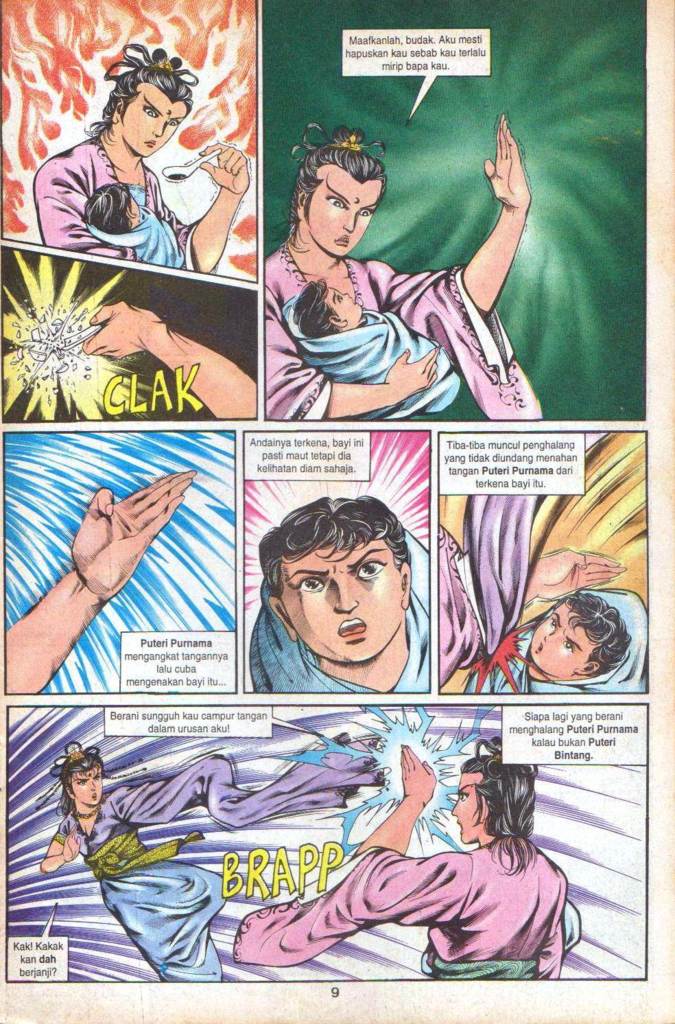 Maafkanlah, budak. Aku mesti
hapuskan kau sebab kau terlalu
mirip bapa kau.
CLAK
Puteri Purnama
mengangkat tangannya
lalu cuba
mengenakan bayi itu...
Andainya terkena, bayi ini
pasti maut tetapi dia
kelihatan diam sahaja.
Tiba-tiba muncul penghalang
yang tidak diundang menahan
tangan Puteri Purnama dari
terkena bayi itu.
Berani sungguh kau campur tangan
dalam urusan aku!
Siapa lagi yang berani
menghalang Puteri Purnama
kalau bukan Puteri
Bintang.
BRAPP
Kak! Kakak
kan dah
berjanji?
9